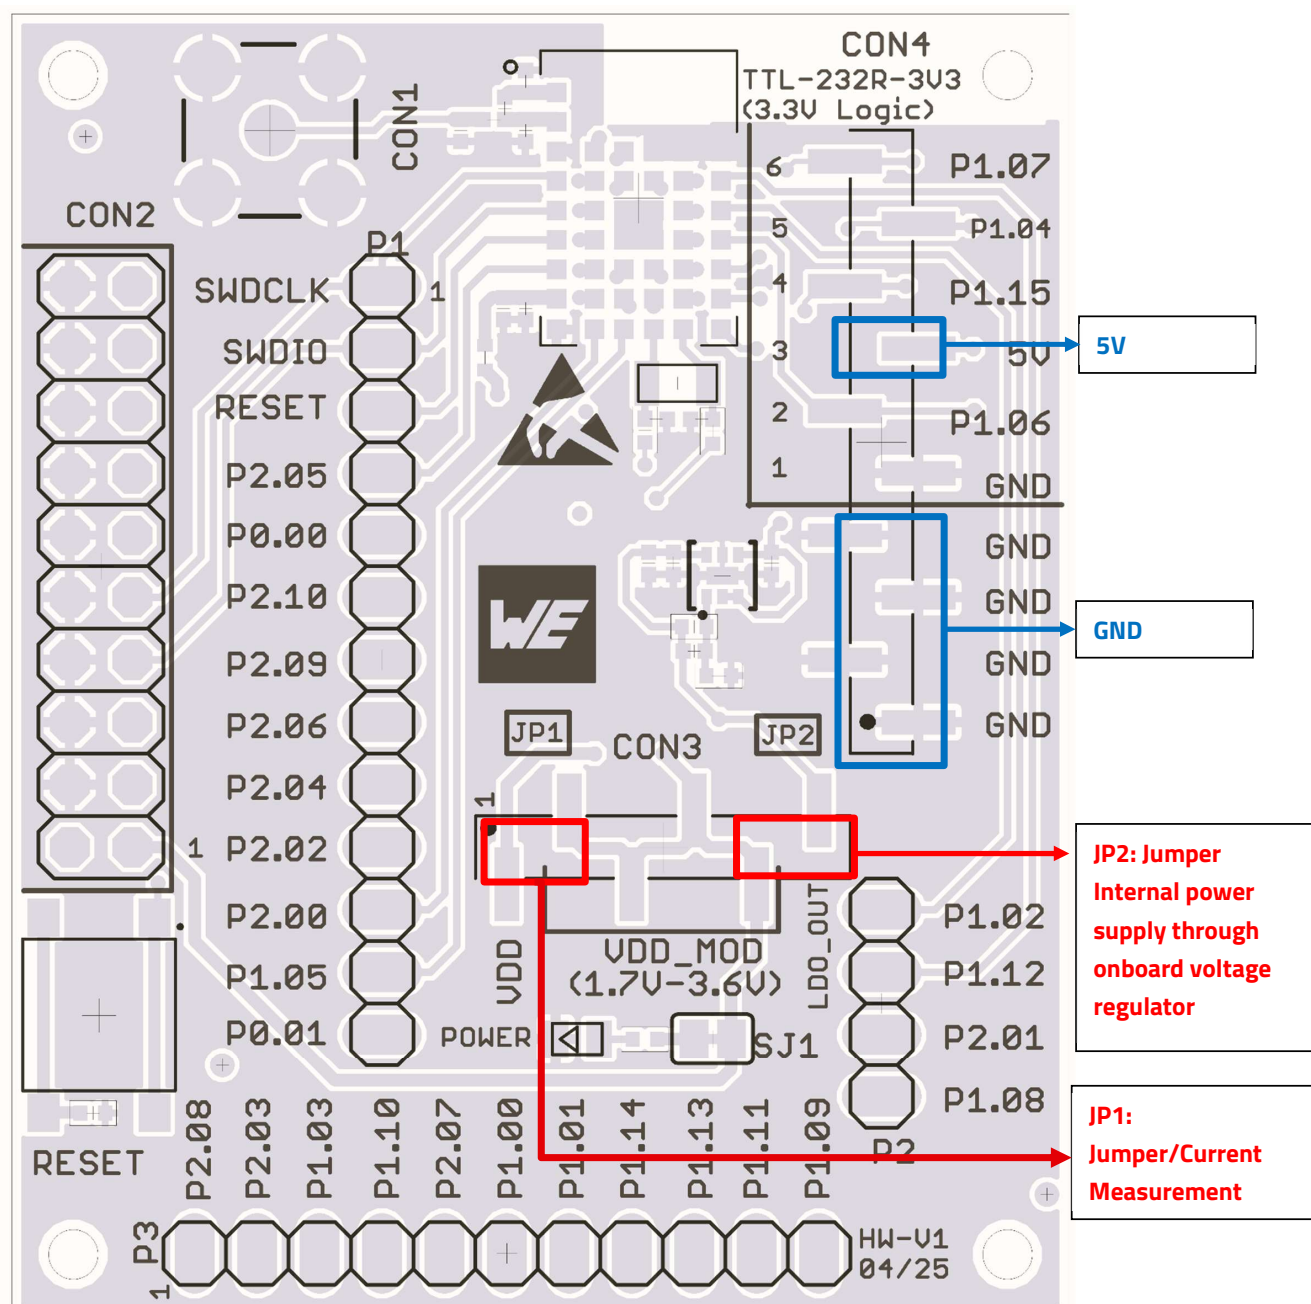 CON4
TTL-232R-3V3
(3.3V Logic)
CON1
6
P1.07
CON2
5
P1.04
P1
SWDCLK
1
4
P1.15
SWDIO
3
5V
5V
RESET
2
P1.06
P2.05
1
GND
P0.00
GND
P2.10
GND
GND
P2.09
GND
WE
P2.06
GND
JP1
CON3
JP2
P2.04
1
1
P2.02
JP2: Jumper
Internal power
supply through
onboard voltage
regulator
P2.00
P1.02
VDD
VDD_MOD
(1.7V-3.6V)
LDO_OUT
P1.05
P1.12
P0.01
POWER
SJ1
P2.01
P1.08
P2
RESET
P2.08
P2.03
P1.03
P1.10
P2.07
P1.00
P1.01
P1.14
P1.13
P1.11
P1.09
JP1:
Jumper/Current
Measurement
P3
1
HW-V1
04/25